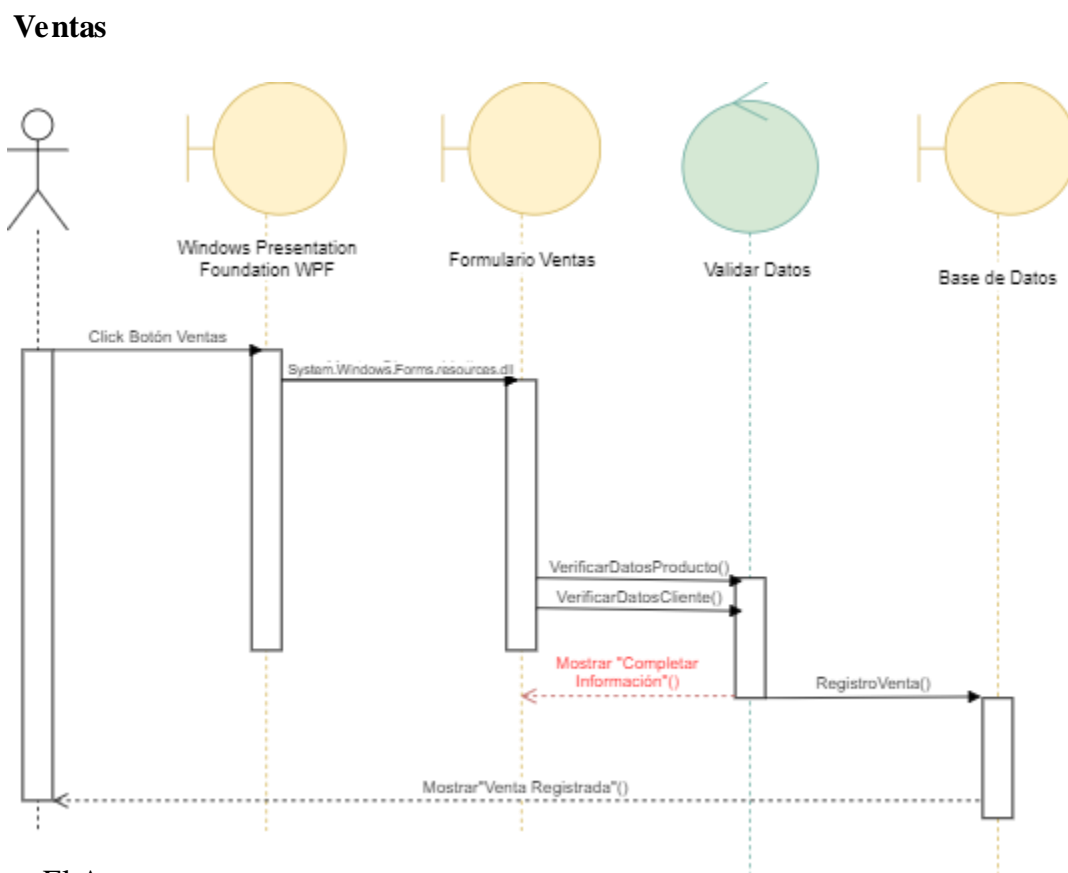 Ventas
Windows Presentation
Foundation WPF
Formulario Ventas
Validar Datos
Base de Datos
Click Botón Ventas
System.Windows.Forms.resources.dll
VerificarDatosProducto()
VerificarDatosCliente()
Mostrar "Completar
Información"()
RegistroVenta()
Mostrar"Venta Registrada"()